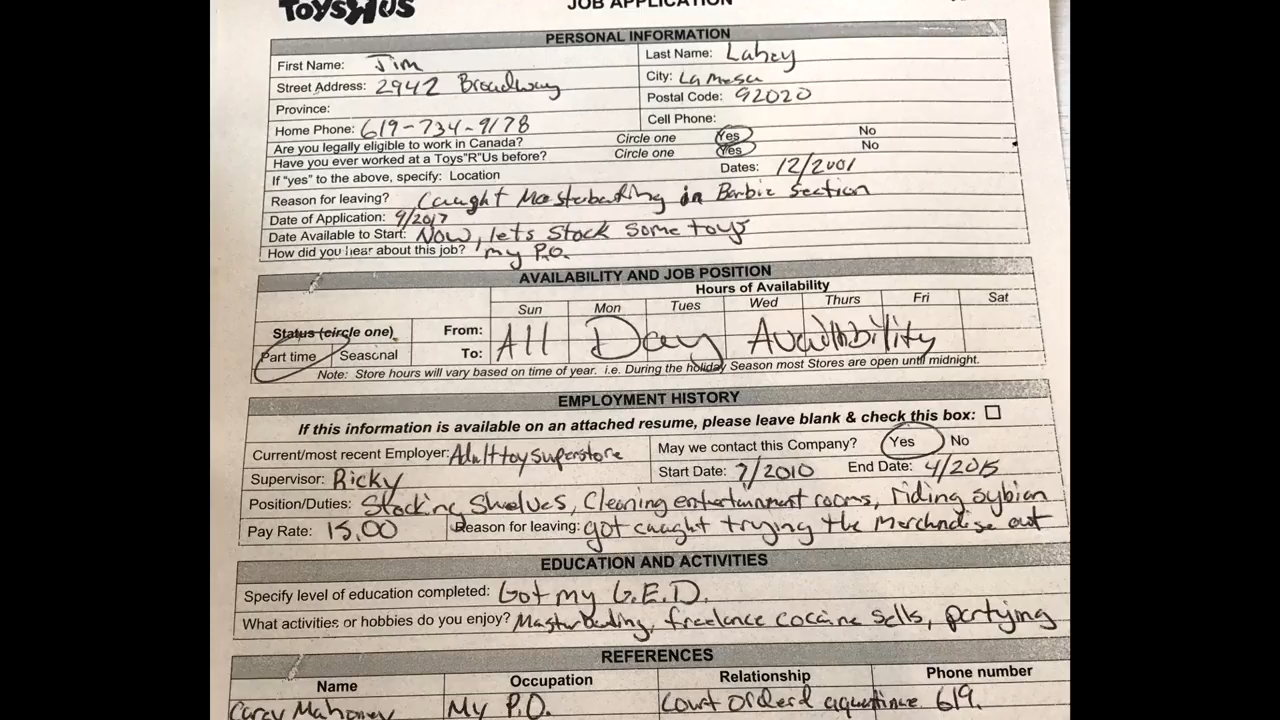 TOYS"R"US
JOB APPLICATION
PERSONAL INFORMATION
First Name: Jim Last Name: Lahey
Street Address: 2942 Broadway City: La Mesa
Province: Postal Code: 92020
Home Phone: 619-734-9178 Cell Phone:
Are you legally eligible to work in Canada? Circle one Yes No
Have you ever worked at a Toys"R"Us before? Circle one Yes No
If "yes" to the above, specify: Location Dates: 12/2001
Reason for leaving? Caught Masterbating in Barbie Section
Date of Application: 9/2017
Date Available to Start: Now, lets stock some toys
How did you hear about this job? my P.O.
AVAILABILITY AND JOB POSITION
Hours of Availability
Sun Mon Tues Wed Thurs Fri Sat
Status (circle one) From: All Day Availability
Part time Seasonal To:
Note: Store hours will vary based on time of year. i.e. During the holiday Season most Stores are open until midnight.
EMPLOYMENT HISTORY
If this information is available on an attached resume, please leave blank & check this box:
Current/most recent Employer: Adult toy superstore May we contact this Company? Yes No
Supervisor: Ricky Start Date: 7/2010 End Date: 4/2015
Position/Duties: Stocking Shelves, Cleaning entertainment rooms, riding sybian
Pay Rate: 15.00 Reason for leaving: got caught trying the Merchndise out
EDUCATION AND ACTIVITIES
Specify level of education completed: Got my G.E.D.
What activities or hobbies do you enjoy? Masturbating, freelance cocaine sells, partying
REFERENCES
Name Occupation Relationship Phone number
Carey Mahoney My P.O. Court orderd aquantince 619.